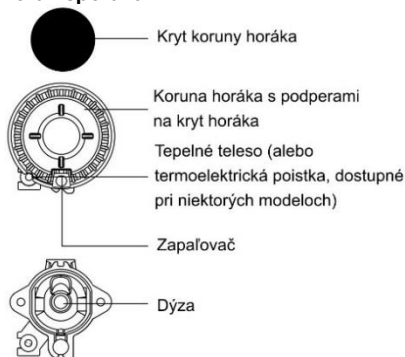 Kryt koruny horáka
Koruna horáka s podperami
na kryt horáka
Tepelné teleso (alebo
termoelektrická poistka, dostupné
pri niektorých modeloch)
Zapaľovač
Dýza